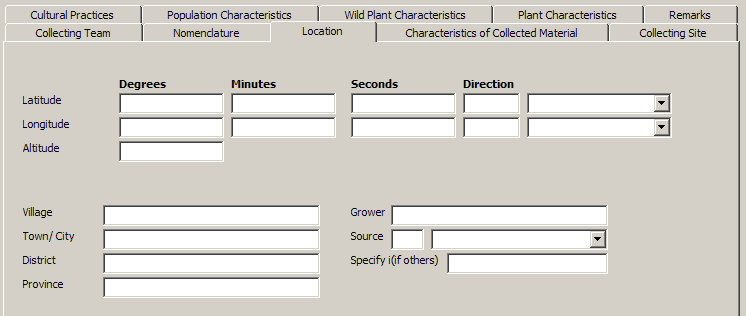 Cultural Practices Population Characteristics Wild Plant Characteristics Plant Characteristics Remarks
Collecting Team Nomenclature Location Characteristics of Collected Material Collecting Site
Degrees Minutes Seconds Direction
Latitude
Longitude
Altitude
Village Grower
Town/ City Source
District Specify i(if others)
Province